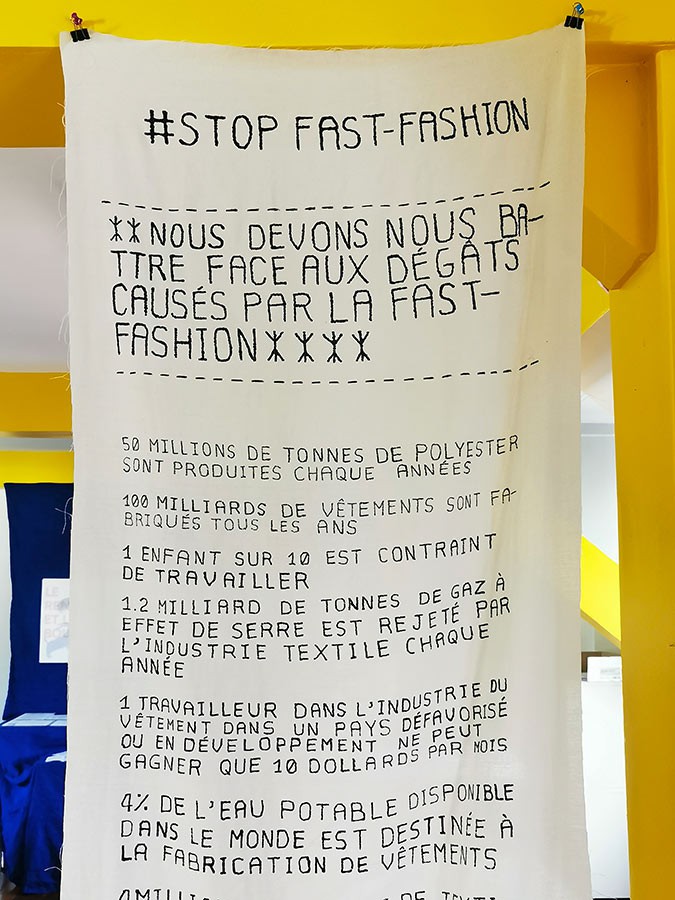 #STOP FAST-FASHION
**NOUS DEVONS NOUS BA-
TTRE FACE AUX DÉGATS
CAUSÉS PAR LA FAST-
FASHION****
50 MILLIONS DE TONNES DE POLYESTER
SONT PRODUITES CHAQUE ANNÉES
100 MILLIARDS DE VÊTEMENTS SONT FA-
BRIQUÉS TOUS LES ANS
1 ENFANT SUR 10 EST CONTRAINT
DE TRAVAILLER
1.2 MILLIARD DE TONNES DE GAZ À
EFFET DE SERRE EST REJETÉ PAR
L'INDUSTRIE TEXTILE CHAQUE
ANNÉE
1 TRAVAILLEUR DANS L'INDUSTRIE DU
VÊTEMENT DANS UN PAYS DÉFAVORISÉ
OU EN DÉVELOPPEMENT NE PEUT
GAGNER QUE 10 DOLLARDS PAR MOIS
4% DE L'EAU POTABLE DISPONIBLE
DANS LE MONDE EST DESTINÉE À
LA FABRICATION DE VÊTEMENTS